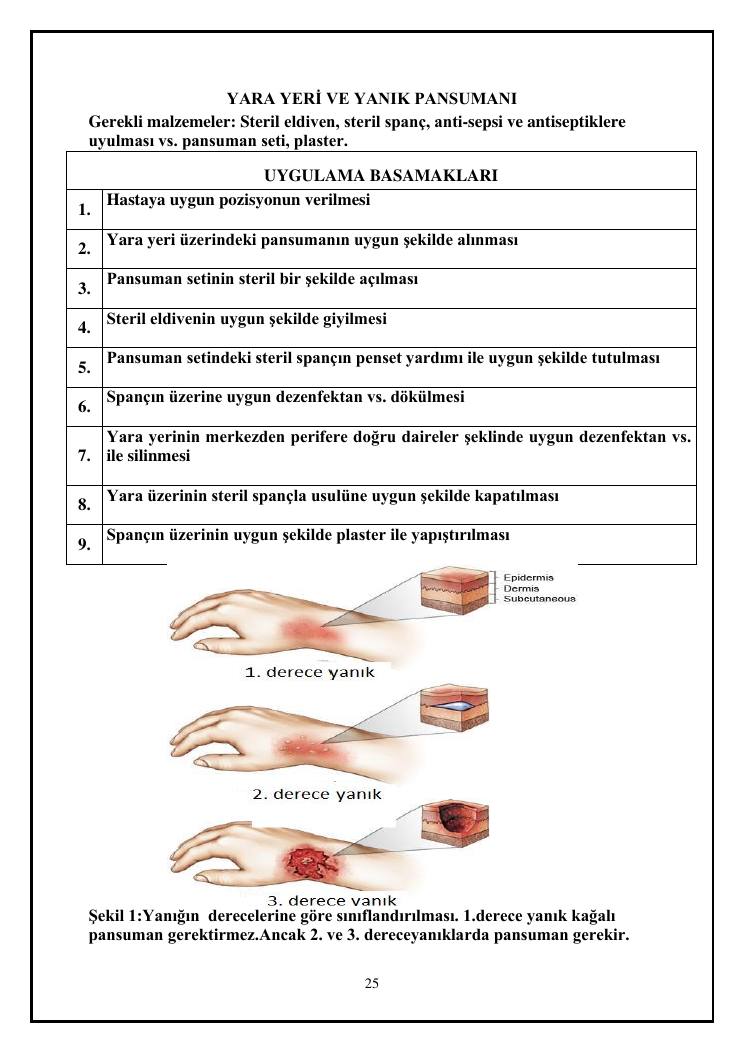 YARA YERİ VE YANIK PANSUMANI
Gerekli malzemeler: Steril eldiven, steril spanç, anti-sepsi ve antiseptiklere
uyulması vs. pansuman seti, plaster.
UYGULAMA BASAMAKLARI
1. Hastaya uygun pozisyonun verilmesi
2. Yara yeri üzerindeki pansumanın uygun şekilde alınması
3. Pansuman setinin steril bir şekilde açılması
4. Steril eldivenin uygun şekilde giyilmesi
5. Pansuman setindeki steril spançın penset yardımı ile uygun şekilde tutulması
6. Spançın üzerine uygun dezenfektan vs. dökülmesi
7. Yara yerinin merkezden perifere doğru daireler şeklinde uygun dezenfektan vs.
ile silinmesi
8. Yara üzerinin steril spançla usulüne uygun şekilde kapatılması
9. Spançın üzerinin uygun şekilde plaster ile yapıştırılması
Epidermis
Dermis
Subcutaneous
1. derece yanık
2. derece yanık
3. derece yanık
Şekil 1:Yanığın derecelerine göre sınıflandırılması. 1.derece yanık kağalı
pansuman gerektirmez.Ancak 2. ve 3. dereceyanıklarda pansuman gerekir.
25